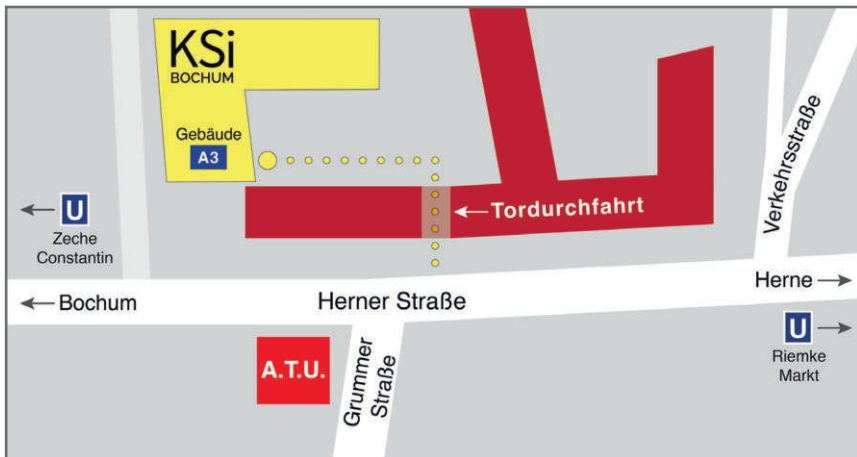 KSi
BOCHUM
Gebäude
A3
Tordurchfahrt
Verkehrsstraße
U
Zeche
Constantin
Bochum
Herner Straße
Herne
U
Riemke
Markt
A.T.U.
Grummer
Straße